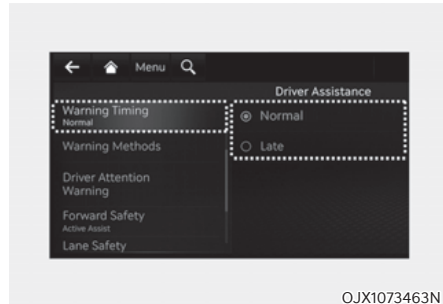 Menu
Driver Assistance
Warning Timing
Normal
Warning Methods
Driver Attention
Warning
Forward Safety
Active Assist
Lane Safety
Normal
Late
OJX1073463N